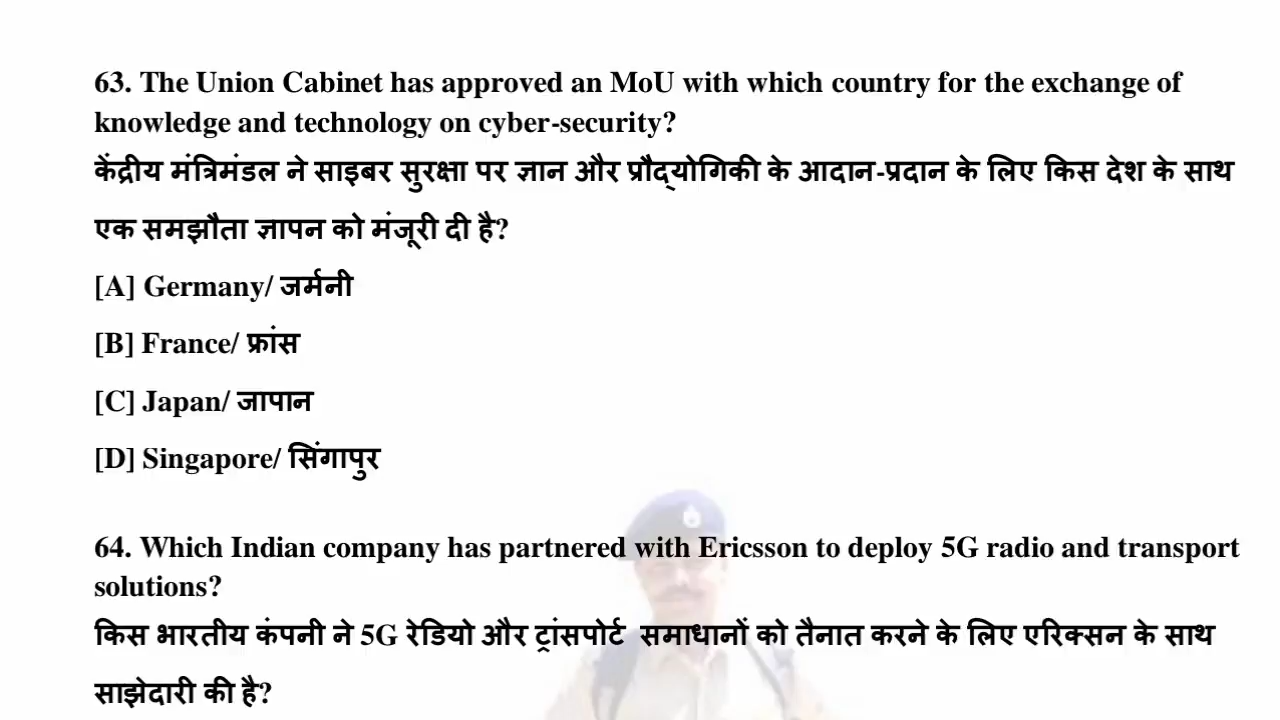 63. The Union Cabinet has approved an MoU with which country for the exchange of
knowledge and technology on cyber-security?
केंद्रीय मंत्रिमंडल ने साइबर सुरक्षा पर ज्ञान और प्रौद्योगिकी के आदान-प्रदान के लिए किस देश के साथ
एक समझौता ज्ञापन को मंजूरी दी है?
[A] Germany/ जर्मनी
[B] France/ फ्रांस
[C] Japan/ जापान
[D] Singapore/ सिंगापुर
64. Which Indian company has partnered with Ericsson to deploy 5G radio and transport
solutions?
किस भारतीय कंपनी ने 5G रेडियो और ट्रांसपोर्ट समाधानों को तैनात करने के लिए एरिक्सन के साथ
साझेदारी की है?